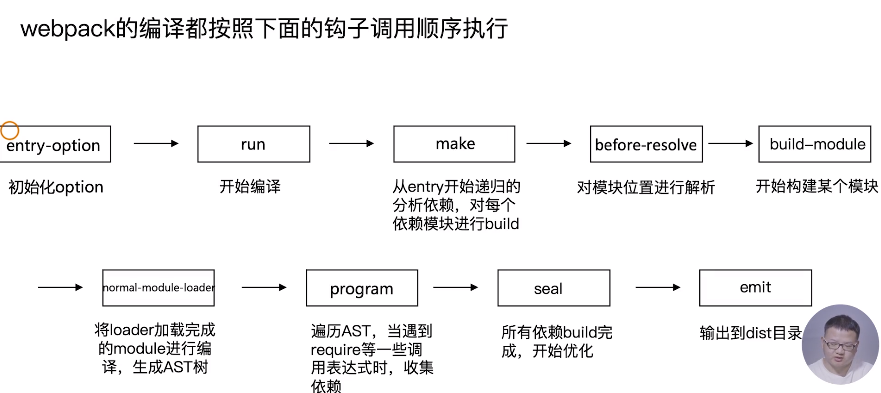 webpack的编译都按照下面的钩子调用顺序执行
entry-option
run
make
before-resolve
build-module
初始化option
开始编译
从entry开始递归的
分析依赖，对每个
依赖模块进行build
对模块位置进行解析
开始构建某个模块
normal-module-loader
program
seal
emit
将loader加载完成
的module进行编
译，生成AST树
遍历AST，当遇到
require等一些调
用表达式时，收集
依赖
所有依赖build完
成，开始优化
输出到dist目录